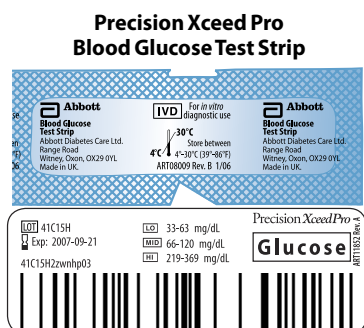 Precision Xceed Pro
Blood Glucose Test Strip
Abbott
Blood Glucose
Test Strip
Abbott Diabetes Care Ltd.
Range Road
Witney, Oxon, OX29 0YL
Made in UK.
IVD For in vitro
diagnostic use
30°C
Store between
4°C 4°-30°C (39°-86°F)
ART08009 Rev. B 1/06
Abbott
Blood Glucose
Test Strip
Abbott Diabetes Care Ltd.
Range Road
Witney, Oxon, OX29 0YL
Made in UK.
LOT 41C15H
Exp: 2007-09-21
41C15H2zwnhp03
LO 33-63 mg/dL
MID 66-120 mg/dL
HI 219-369 mg/dL
Precision XceedPro
Glucose
ART11852 Rev. A